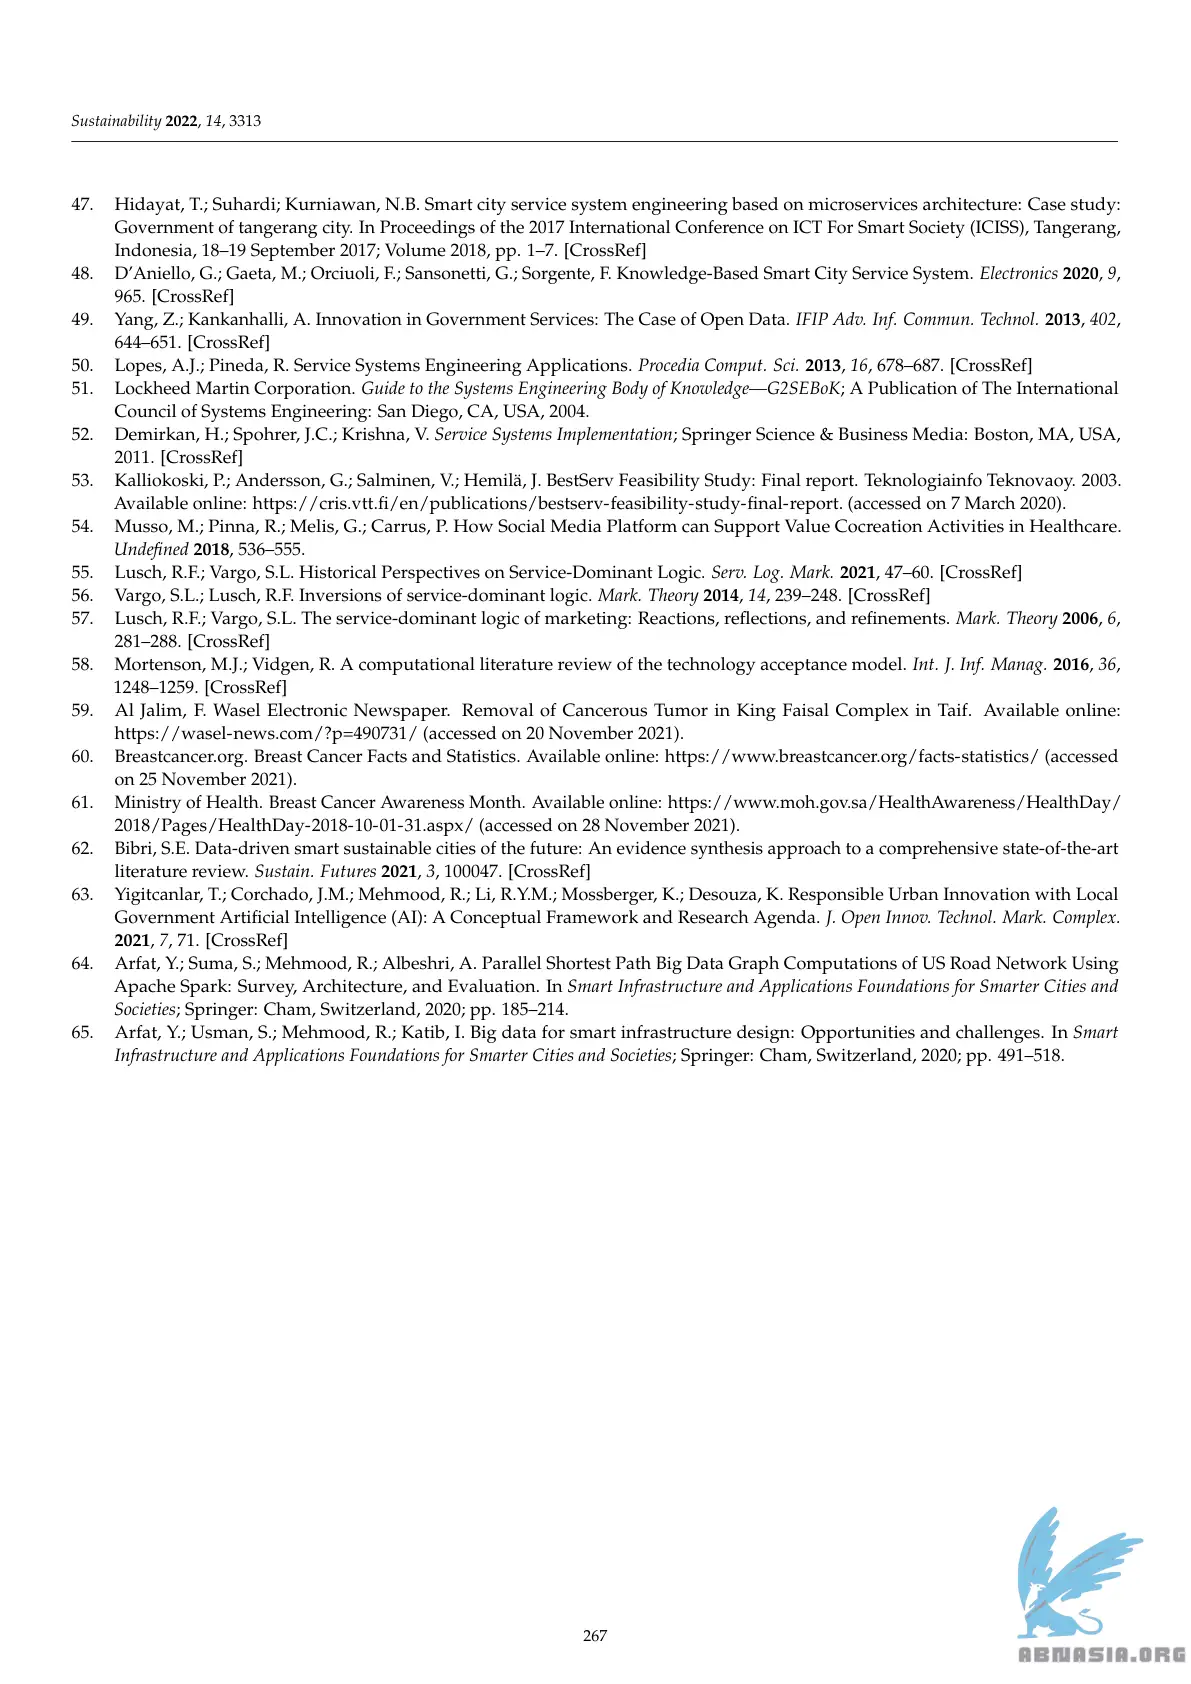 Sustainability 2022, 14, 3313
47. Hidayat, T.; Suhardi; Kurniawan, N.B. Smart city service system engineering based on microservices architecture: Case study:
Government of tangerang city. In Proceedings of the 2017 International Conference on ICT For Smart Society (ICISS), Tangerang,
Indonesia, 18–19 September 2017; Volume 2018, pp. 1–7. [CrossRef]
48. D’Aniello, G.; Gaeta, M.; Orciuoli, F.; Sansonetti, G.; Sorgente, F. Knowledge-Based Smart City Service System. Electronics 2020, 9,
965. [CrossRef]
49. Yang, Z.; Kankanhalli, A. Innovation in Government Services: The Case of Open Data. IFIP Adv. Inf. Commun. Technol. 2013, 402,
644–651. [CrossRef]
50. Lopes, A.J.; Pineda, R. Service Systems Engineering Applications. Procedia Comput. Sci. 2013, 16, 678–687. [CrossRef]
51. Lockheed Martin Corporation. Guide to the Systems Engineering Body of Knowledge—G2SEBoK; A Publication of The International
Council of Systems Engineering: San Diego, CA, USA, 2004.
52. Demirkan, H.; Spohrer, J.C.; Krishna, V. Service Systems Implementation; Springer Science & Business Media: Boston, MA, USA,
2011. [CrossRef]
53. Kalliokoski, P.; Andersson, G.; Salminen, V.; Hemilä, J. BestServ Feasibility Study: Final report. Teknologiainfo Teknovaoy. 2003.
Available online: https://cris.vtt.fi/en/publications/bestserv-feasibility-study-final-report. (accessed on 7 March 2020).
54. Musso, M.; Pinna, R.; Melis, G.; Carrus, P. How Social Media Platform can Support Value Cocreation Activities in Healthcare.
Undefined 2018, 536–555.
55. Lusch, R.F.; Vargo, S.L. Historical Perspectives on Service-Dominant Logic. Serv. Log. Mark. 2021, 47–60. [CrossRef]
56. Vargo, S.L.; Lusch, R.F. Inversions of service-dominant logic. Mark. Theory 2014, 14, 239–248. [CrossRef]
57. Lusch, R.F.; Vargo, S.L. The service-dominant logic of marketing: Reactions, reflections, and refinements. Mark. Theory 2006, 6,
281–288. [CrossRef]
58. Mortenson, M.J.; Vidgen, R. A computational literature review of the technology acceptance model. Int. J. Inf. Manag. 2016, 36,
1248–1259. [CrossRef]
59. Al Jalim, F. Wasel Electronic Newspaper. Removal of Cancerous Tumor in King Faisal Complex in Taif. Available online:
https://wasel-news.com/?p=490731/ (accessed on 20 November 2021).
60. Breastcancer.org. Breast Cancer Facts and Statistics. Available online: https://www.breastcancer.org/facts-statistics/ (accessed
on 25 November 2021).
61. Ministry of Health. Breast Cancer Awareness Month. Available online: https://www.moh.gov.sa/HealthAwareness/HealthDay/
2018/Pages/HealthDay-2018-10-01-31.aspx/ (accessed on 28 November 2021).
62. Bibri, S.E. Data-driven smart sustainable cities of the future: An evidence synthesis approach to a comprehensive state-of-the-art
literature review. Sustain. Futures 2021, 3, 100047. [CrossRef]
63. Yigitcanlar, T.; Corchado, J.M.; Mehmood, R.; Li, R.Y.M.; Mossberger, K.; Desouza, K. Responsible Urban Innovation with Local
Government Artificial Intelligence (AI): A Conceptual Framework and Research Agenda. J. Open Innov. Technol. Mark. Complex.
2021, 7, 71. [CrossRef]
64. Arfat, Y.; Suma, S.; Mehmood, R.; Albeshri, A. Parallel Shortest Path Big Data Graph Computations of US Road Network Using
Apache Spark: Survey, Architecture, and Evaluation. In Smart Infrastructure and Applications Foundations for Smarter Cities and
Societies; Springer: Cham, Switzerland, 2020; pp. 185–214.
65. Arfat, Y.; Usman, S.; Mehmood, R.; Katib, I. Big data for smart infrastructure design: Opportunities and challenges. In Smart
Infrastructure and Applications Foundations for Smarter Cities and Societies; Springer: Cham, Switzerland, 2020; pp. 491–518.
267
ABNASIA.ORG